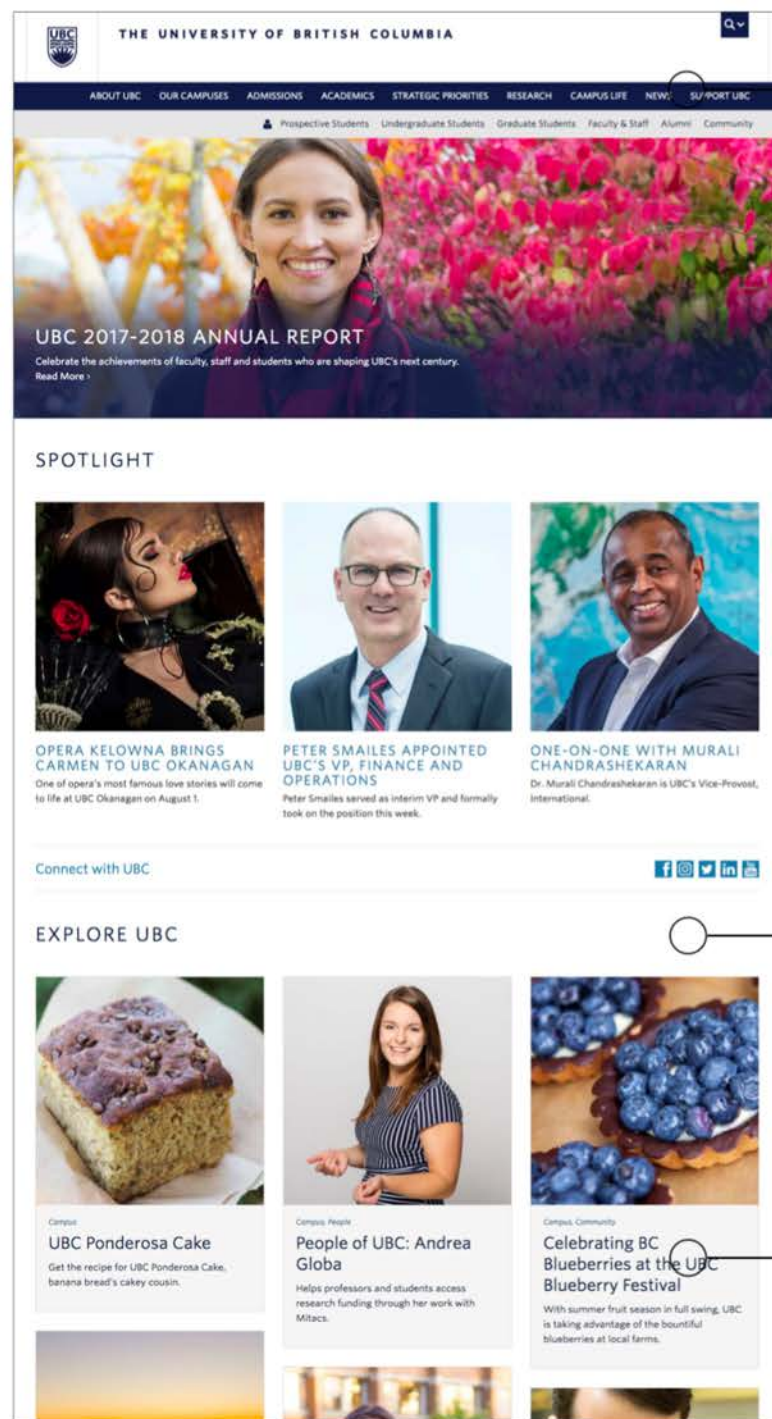 UBC
THE UNIVERSITY OF BRITISH COLUMBIA
ABOUT UBC OUR CAMPUSES ADMISSIONS ACADEMICS STRATEGIC PRIORITIES RESEARCH CAMPUS LIFE NEWS SUPPORT UBC
Prospective Students Undergraduate Students Graduate Students Faculty & Staff Alumni Community
UBC 2017-2018 ANNUAL REPORT
Celebrate the achievements of faculty, staff and students who are shaping UBC's next century.
Read More ›
SPOTLIGHT
OPERA KELOWNA BRINGS
CARMEN TO UBC OKANAGAN
One of opera's most famous love stories will come
to life at UBC Okanagan on August 1.
PETER SMAILES APPOINTED
UBC'S VP, FINANCE AND
OPERATIONS
Peter Smailes served as interim VP and formally
took on the position this week.
ONE-ON-ONE WITH MURALI
CHANDRASHEKARAN
Dr. Murali Chandrashekaran is UBC's Vice-Provost,
International.
Connect with UBC
EXPLORE UBC
Campus
UBC Ponderosa Cake
Get the recipe for UBC Ponderosa Cake,
banana bread's cakey cousin.
Campus, People
People of UBC: Andrea
Globa
Helps professors and students access
research funding through her work with
Mitacs.
Campus, Community
Celebrating BC
Blueberries at the UBC
Blueberry Festival
With summer fruit season in full swing, UBC
is taking advantage of the bountiful
blueberries at local farms.